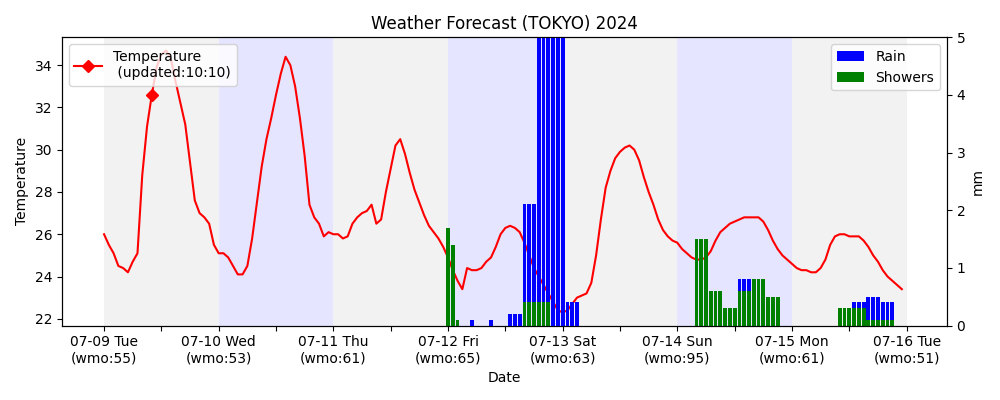 Weather Forecast (TOKYO) 2024
Temperature
(updated:10:10)
Rain
Showers
34
32
30
28
26
24
22
Temperature
5
4
3
2
1
0
mm
07-09 Tue 07-10 Wed 07-11 Thu 07-12 Fri 07-13 Sat 07-14 Sun 07-15 Mon 07-16 Tue
(wmo:55) (wmo:53) (wmo:61) (wmo:65) (wmo:63) (wmo:95) (wmo:61) (wmo:51)
Date